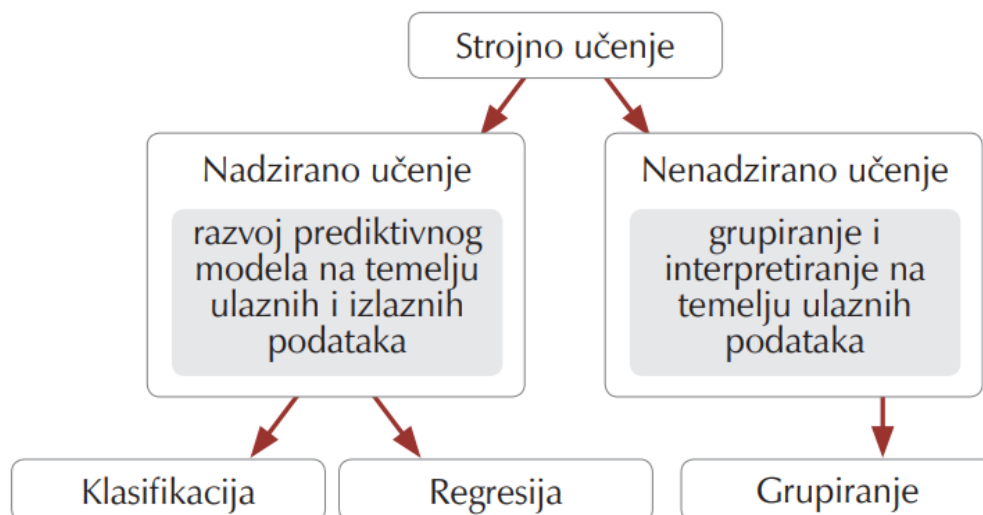 Strojno učenje
Nadzirano učenje
razvoj prediktivnog
modela na temelju
ulaznih i izlaznih
podataka
Nenadzirano učenje
grupiranje i
interpretiranje na
temelju ulaznih
podataka
Klasifikacija
Regresija
Grupiranje